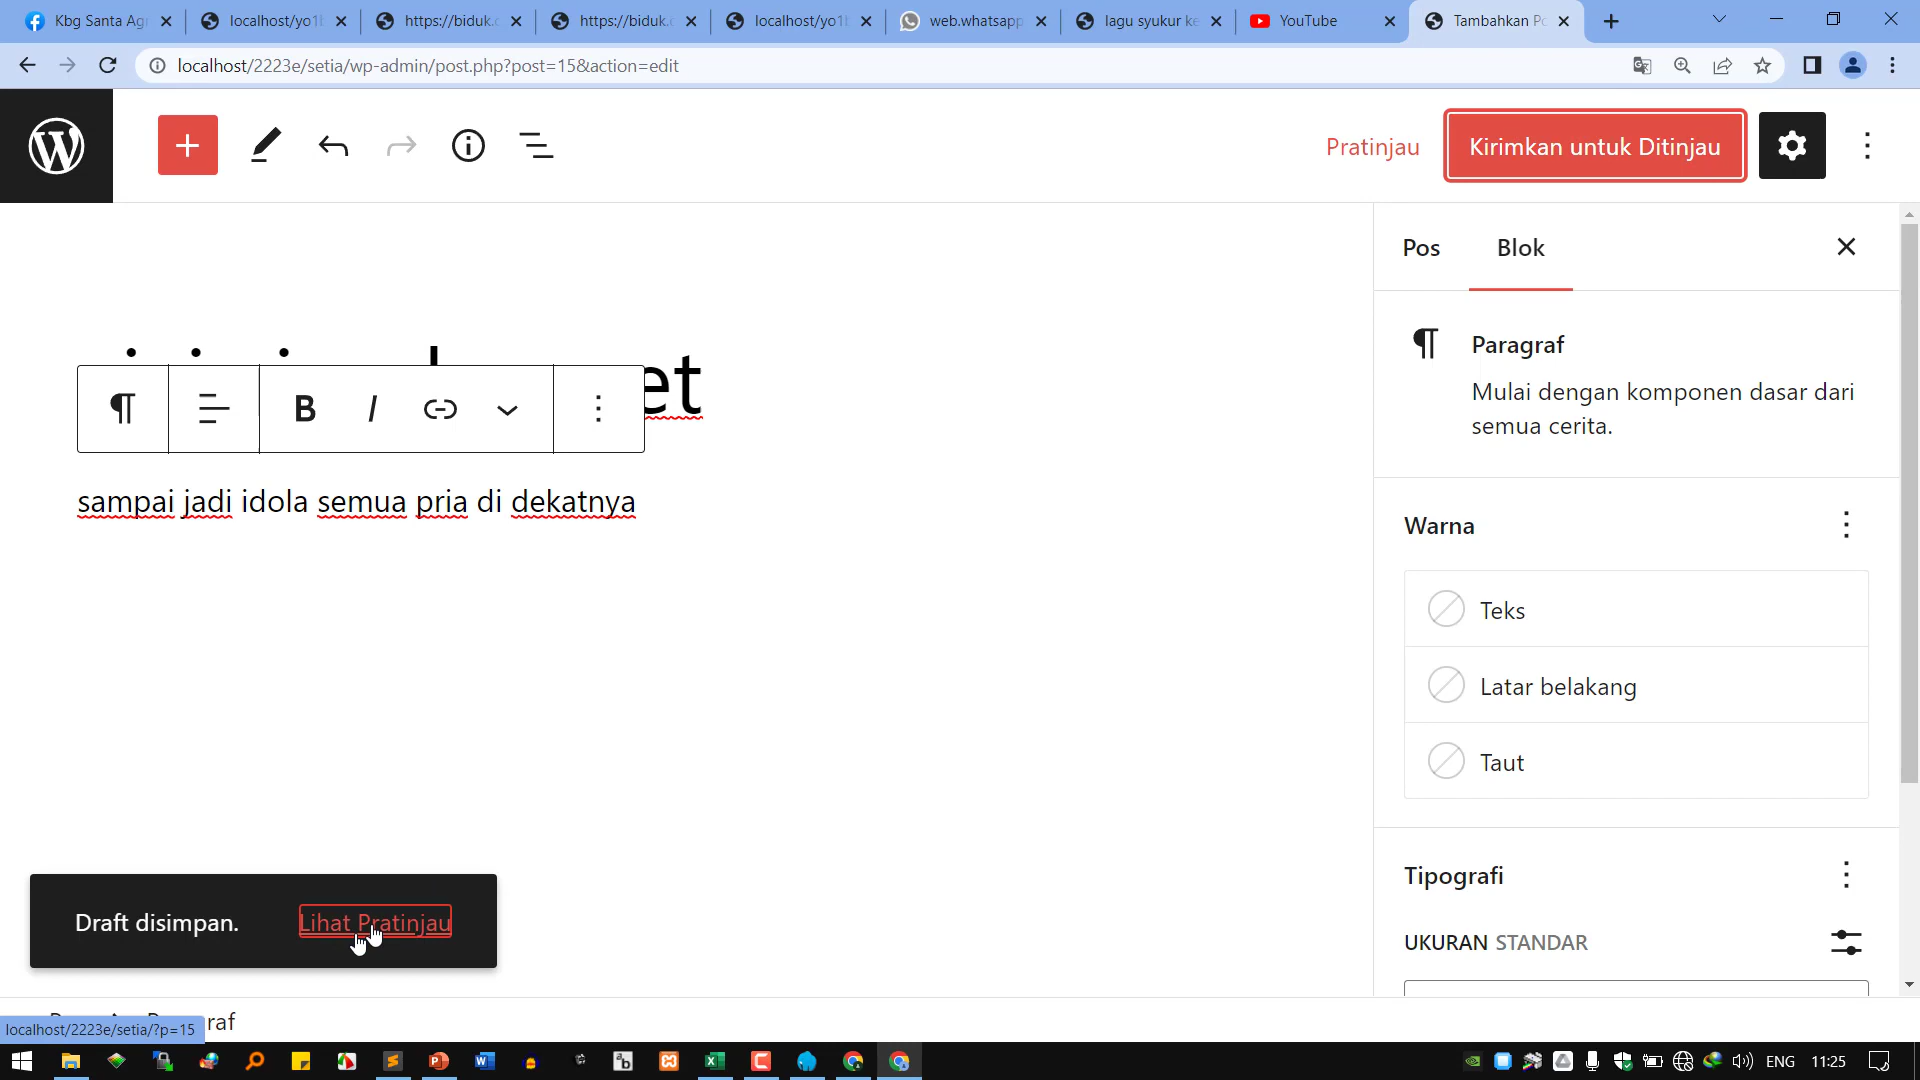 Kbg Santa Ag
localhost/yo1
https://biduk.
https://biduk.
localhost/yo1
web.whatsapp
lagu syukur ke
YouTube
Tambahkan Po
localhost/2223e/setia/wp-admin/post.php?post=15&action=edit
Pratinjau
Kirimkan untuk Ditinjau
Pos
Blok
Paragraf
Mulai dengan komponen dasar dari
semua cerita.
B I
sampai jadi idola semua pria di dekatnya
Warna
Teks
Latar belakang
Taut
Tipografi
UKURAN STANDAR
Draft disimpan. Lihat Pratinjau
localhost/2223e/setia/?p=15
ENG 11:25